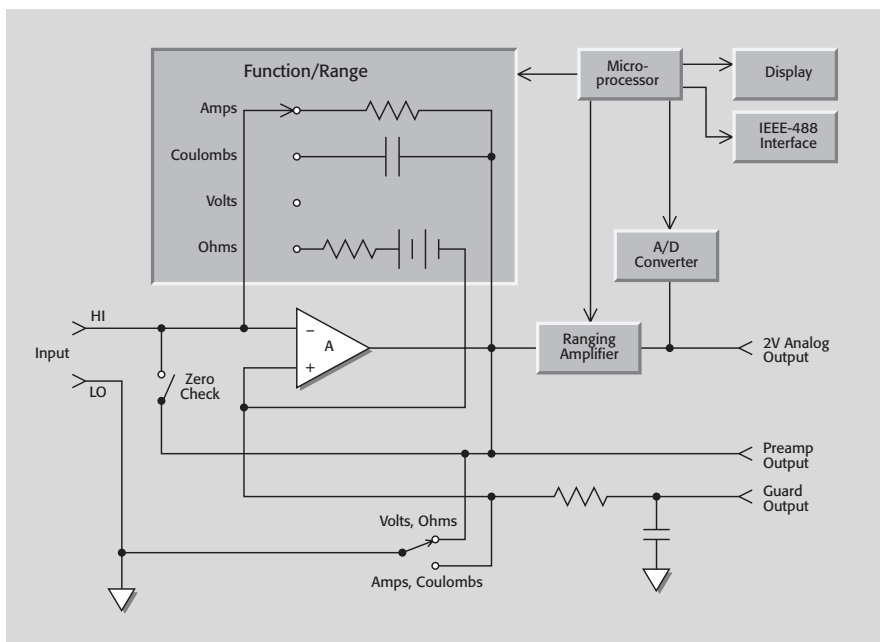 Function/Range
Micro-
processor
Display
IEEE-488
Interface
Amps
Coulombs
Volts
Ohms
A/D
Converter
HI
Input
LO
Zero
Check
–
A
+
Ranging
Amplifier
2V Analog
Output
Preamp
Output
Guard
Output
Volts, Ohms
Amps, Coulombs